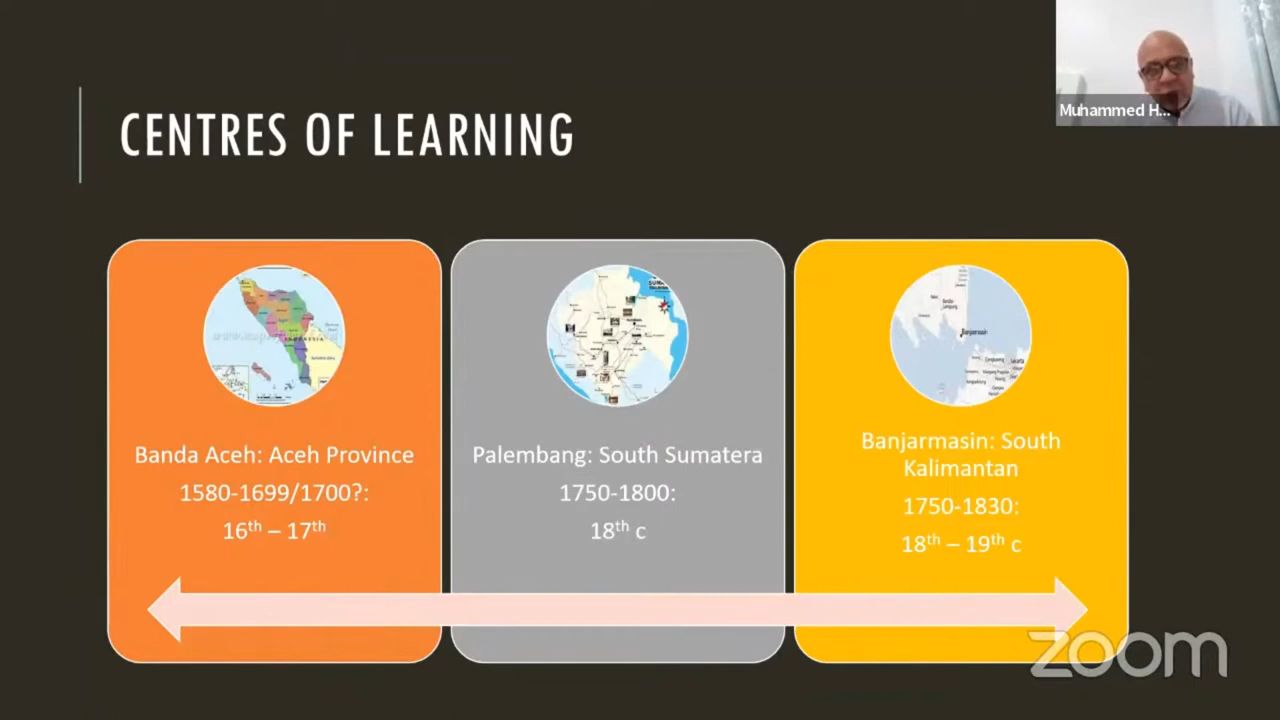 Muhammed H...
CENTRES OF LEARNING
Banda Aceh: Aceh Province
1580-1699/1700?:
16th – 17th
Palembang: South Sumatera
1750-1800:
18th c
Banjarmasin: South
Kalimantan
1750-1830:
18th – 19th c
Banjarmasin
zoom